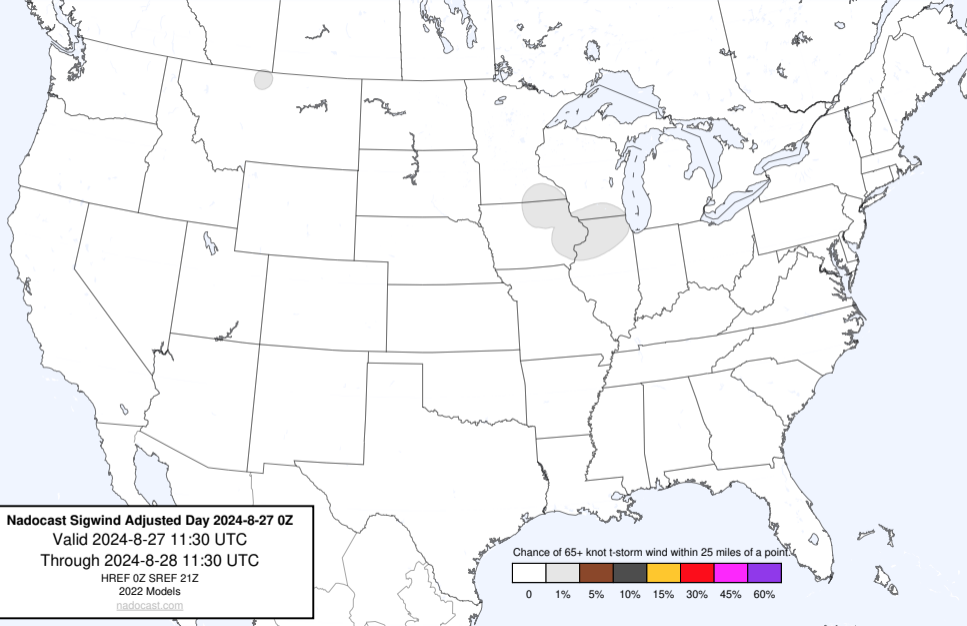 Nadocast Sigwind Adjusted Day 2024-8-27 0Z
Valid 2024-8-27 11:30 UTC
Through 2024-8-28 11:30 UTC
HREF 0Z SREF 21Z
2022 Models
nadocast.com
Chance of 65+ knot t-storm wind within 25 miles of a point.
0 1% 5% 10% 15% 30% 45% 60%